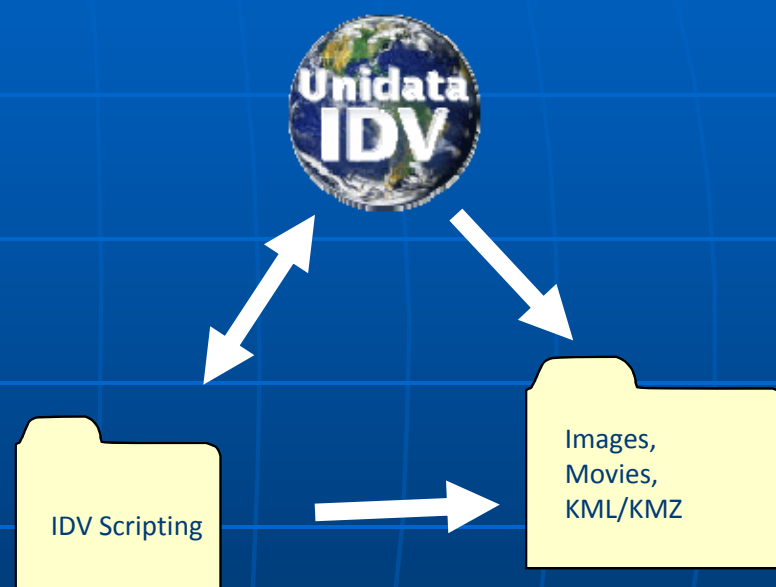 Unidata
IDV
IDV Scripting
Images,
Movies,
KML/KMZ